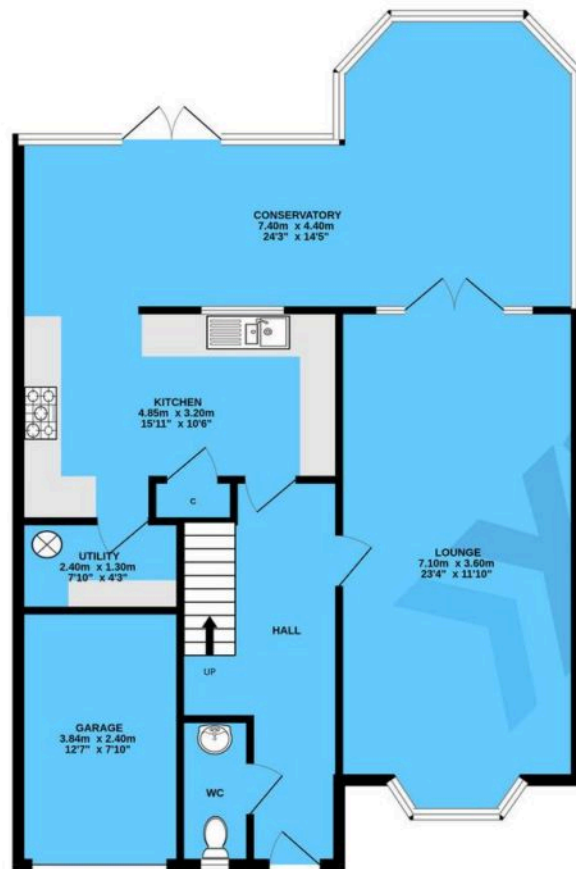 CONSERVATORY
7.40m x 4.40m
24'3" x 14'5"
KITCHEN
4.85m x 3.20m
15'11" x 10'6"
C
UTILITY
2.40m x 1.30m
7'10" x 4'3"
LOUNGE
7.10m x 3.60m
23'4" x 11'10"
HALL
UP
GARAGE
3.84m x 2.40m
12'7" x 7'10"
WC